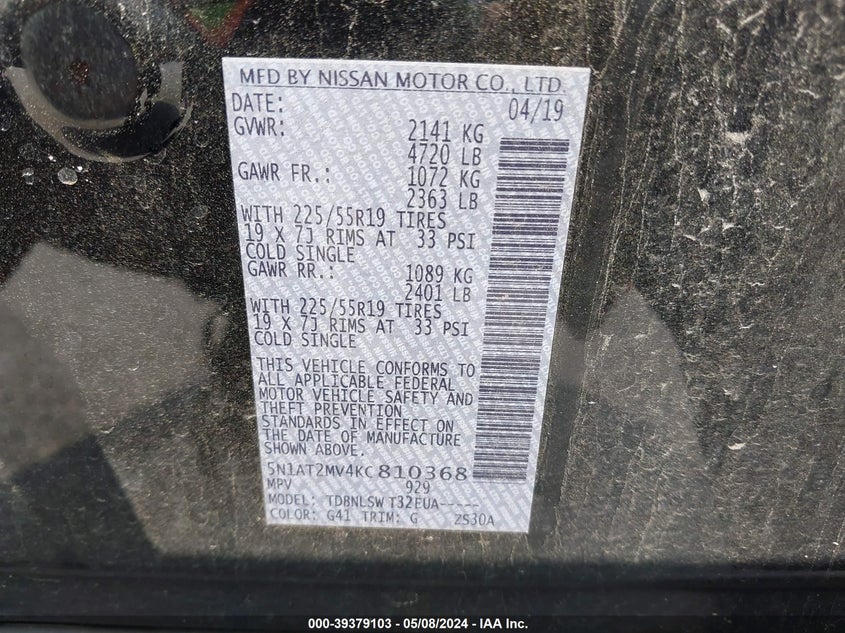 MFD BY NISSAN MOTOR CO., LTD.
DATE: 04/19
GVWR: 2141 KG
4720 LB
GAWR FR.: 1072 KG
2363 LB
WITH 225/55R19 TIRES
19 X 7J RIMS AT 33 PSI
COLD SINGLE
GAWR RR.: 1089 KG
2401 LB
WITH 225/55R19 TIRES
19 X 7J RIMS AT 33 PSI
COLD SINGLE
THIS VEHICLE CONFORMS TO
ALL APPLICABLE FEDERAL
MOTOR VEHICLE SAFETY AND
THEFT PREVENTION
STANDARDS IN EFFECT ON
THE DATE OF MANUFACTURE
SHOWN ABOVE.
5N1AT2MV4KC810368
MPV 929
MODEL: TDBNLSW T32EUA-----
COLOR: G41 TRIM: G 2S30A
000-39379103 - 05/08/2024 - IAA Inc.